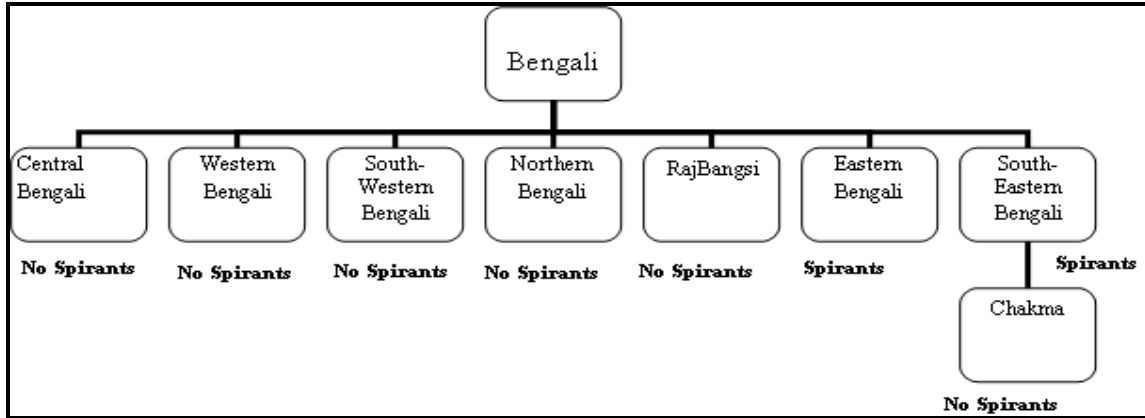 Bengali
Central
Bengali
Western
Bengali
South-
Western
Bengali
Northern
Bengali
RajBangsi
Eastern
Bengali
South-
Eastern
Bengali
No Spirants
No Spirants
No Spirants
No Spirants
No Spirants
Spirants
Spirants
Chakma
No Spirants